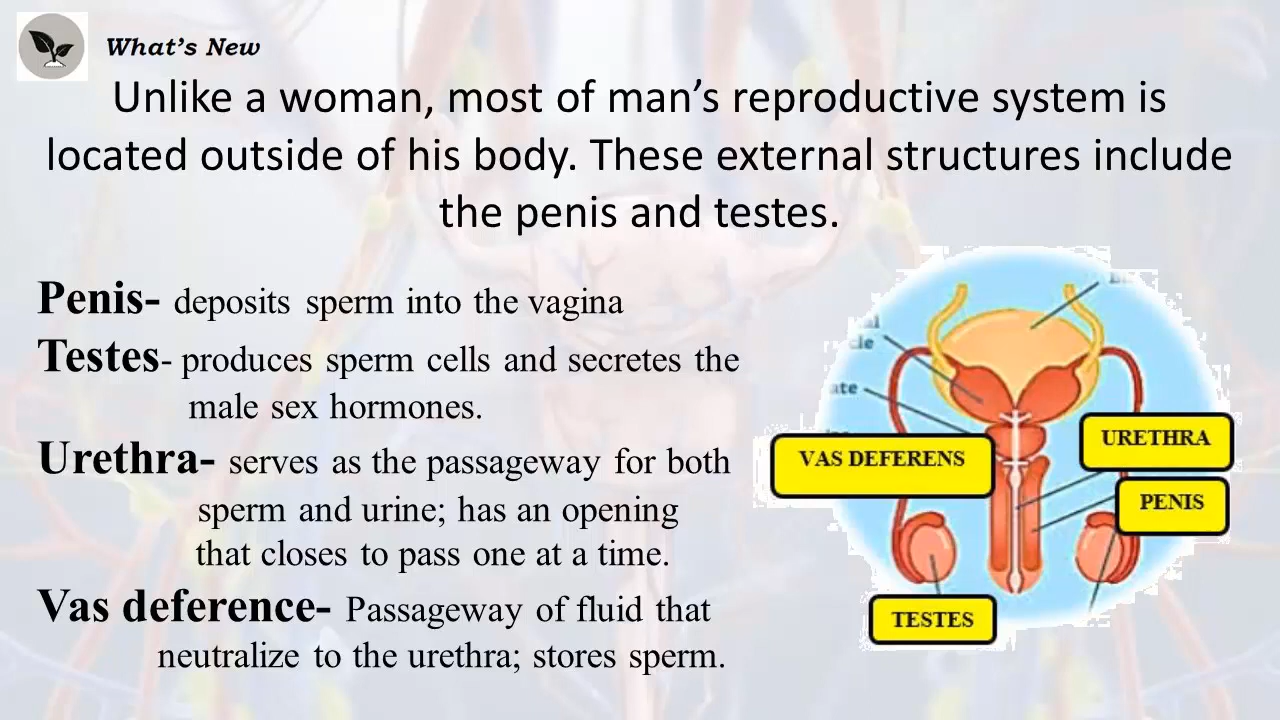 What's New
Unlike a woman, most of man's reproductive system is
located outside of his body. These external structures include
the penis and testes.
Penis- deposits sperm into the vagina
Testes- produces sperm cells and secretes the
male sex hormones.
Urethra- serves as the passageway for both
sperm and urine; has an opening
that closes to pass one at a time.
Vas deference- Passageway of fluid that
neutralize to the urethra; stores sperm.
VAS DEFERENS
URETHRA
PENIS
TESTES